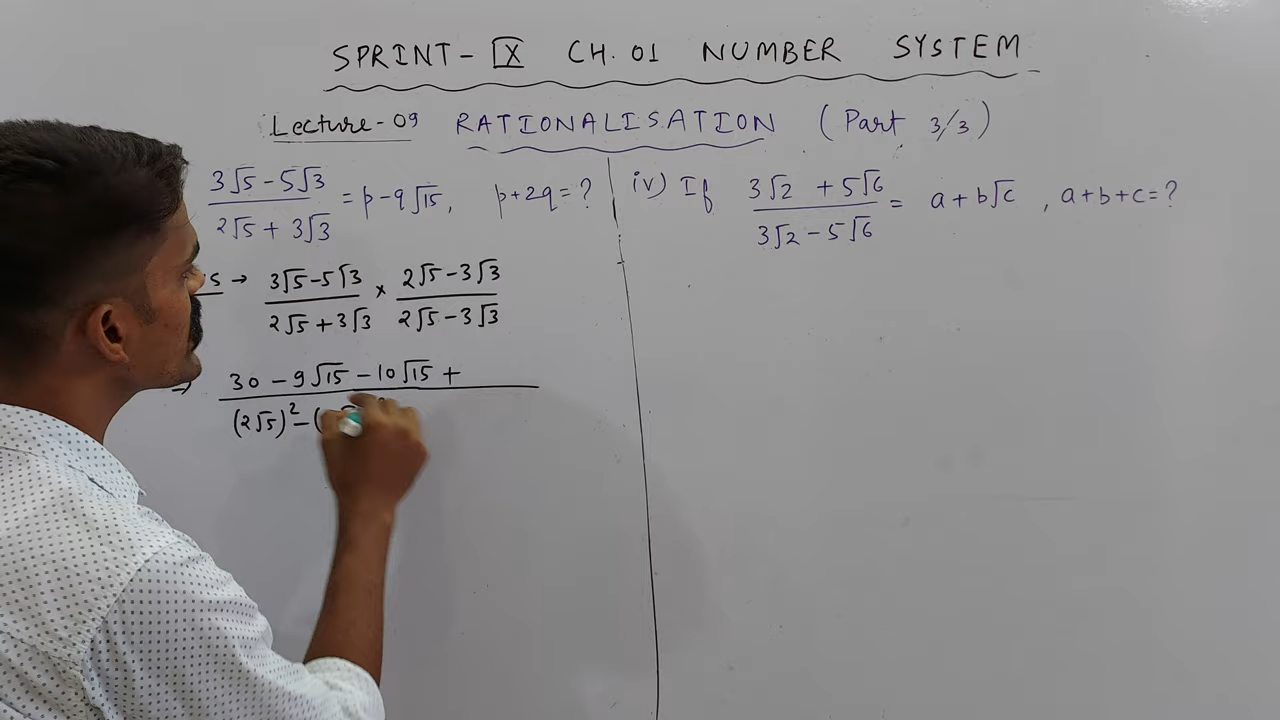 SPRINT-IX CH. 01 NUMBER SYSTEM
Lecture-09 RATIONALISATION (Part 3/3)
3√5-5√3 / 2√5+3√3 = p-9√15, p+2q=?
iv) If 3√2+5√6 / 3√2-5√6 = a+b√c, a+b+c=?
→ 3√5-5√3 / 2√5+3√3 × 2√5-3√3 / 2√5-3√3
⇒ 30-9√15-10√15+
(2√5)²-(